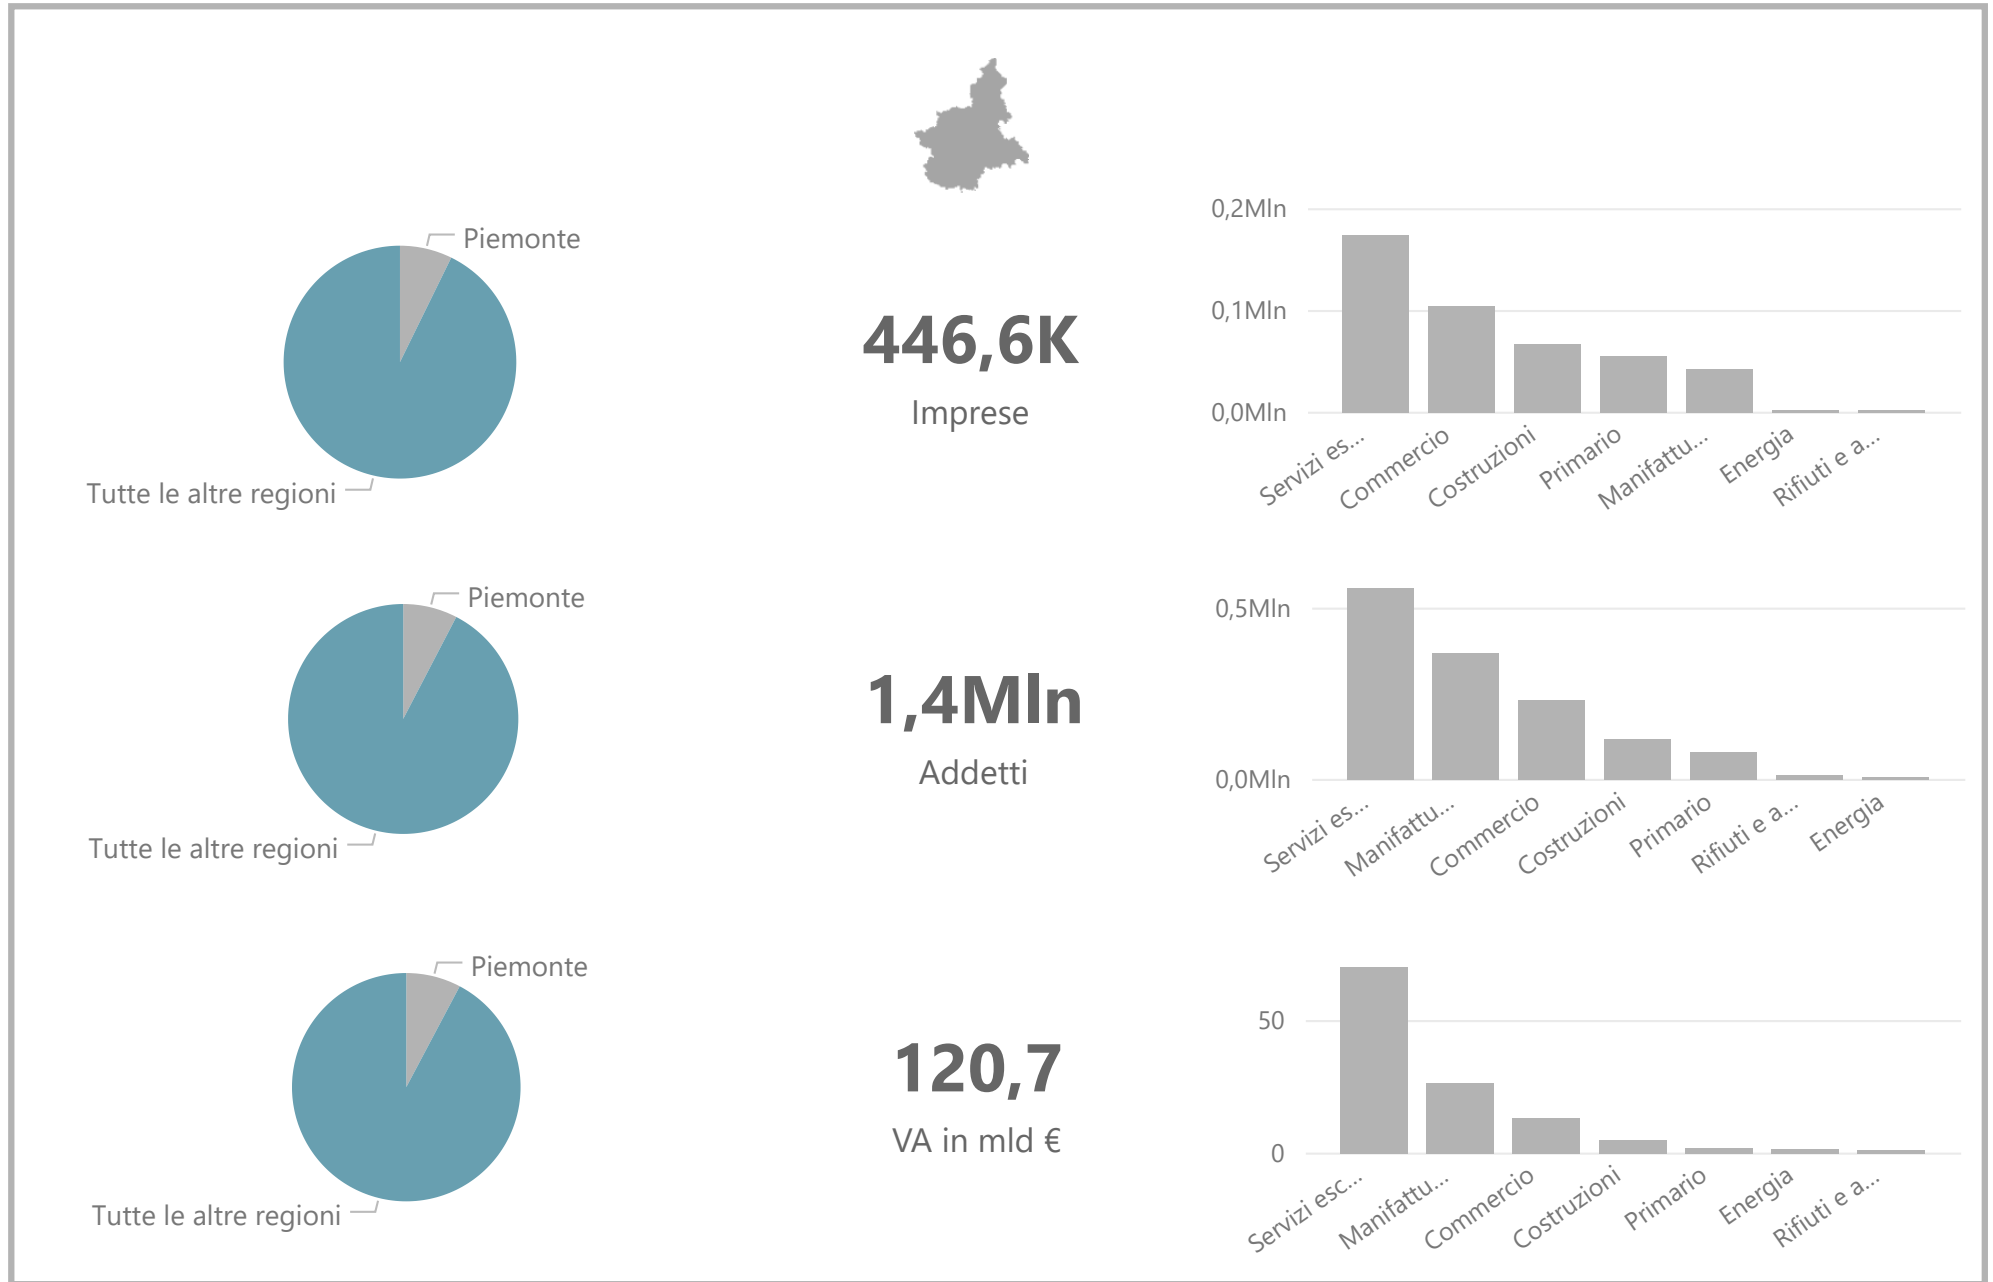 Piemonte
Tutte le altre regioni
446,6K
Imprese
0,2Mln
0,1Mln
0,0Mln
Servizi es...
Commercio
Costruzioni
Primario
Manifattu...
Energia
Rifiuti e a...
Piemonte
Tutte le altre regioni
1,4Mln
Addetti
0,5Mln
0,0Mln
Servizi es...
Manifattu...
Commercio
Costruzioni
Primario
Rifiuti e a...
Energia
Piemonte
Tutte le altre regioni
120,7
VA in mld €
50
0
Servizi esc...
Manifattu...
Commercio
Costruzioni
Primario
Energia
Rifiuti e a...